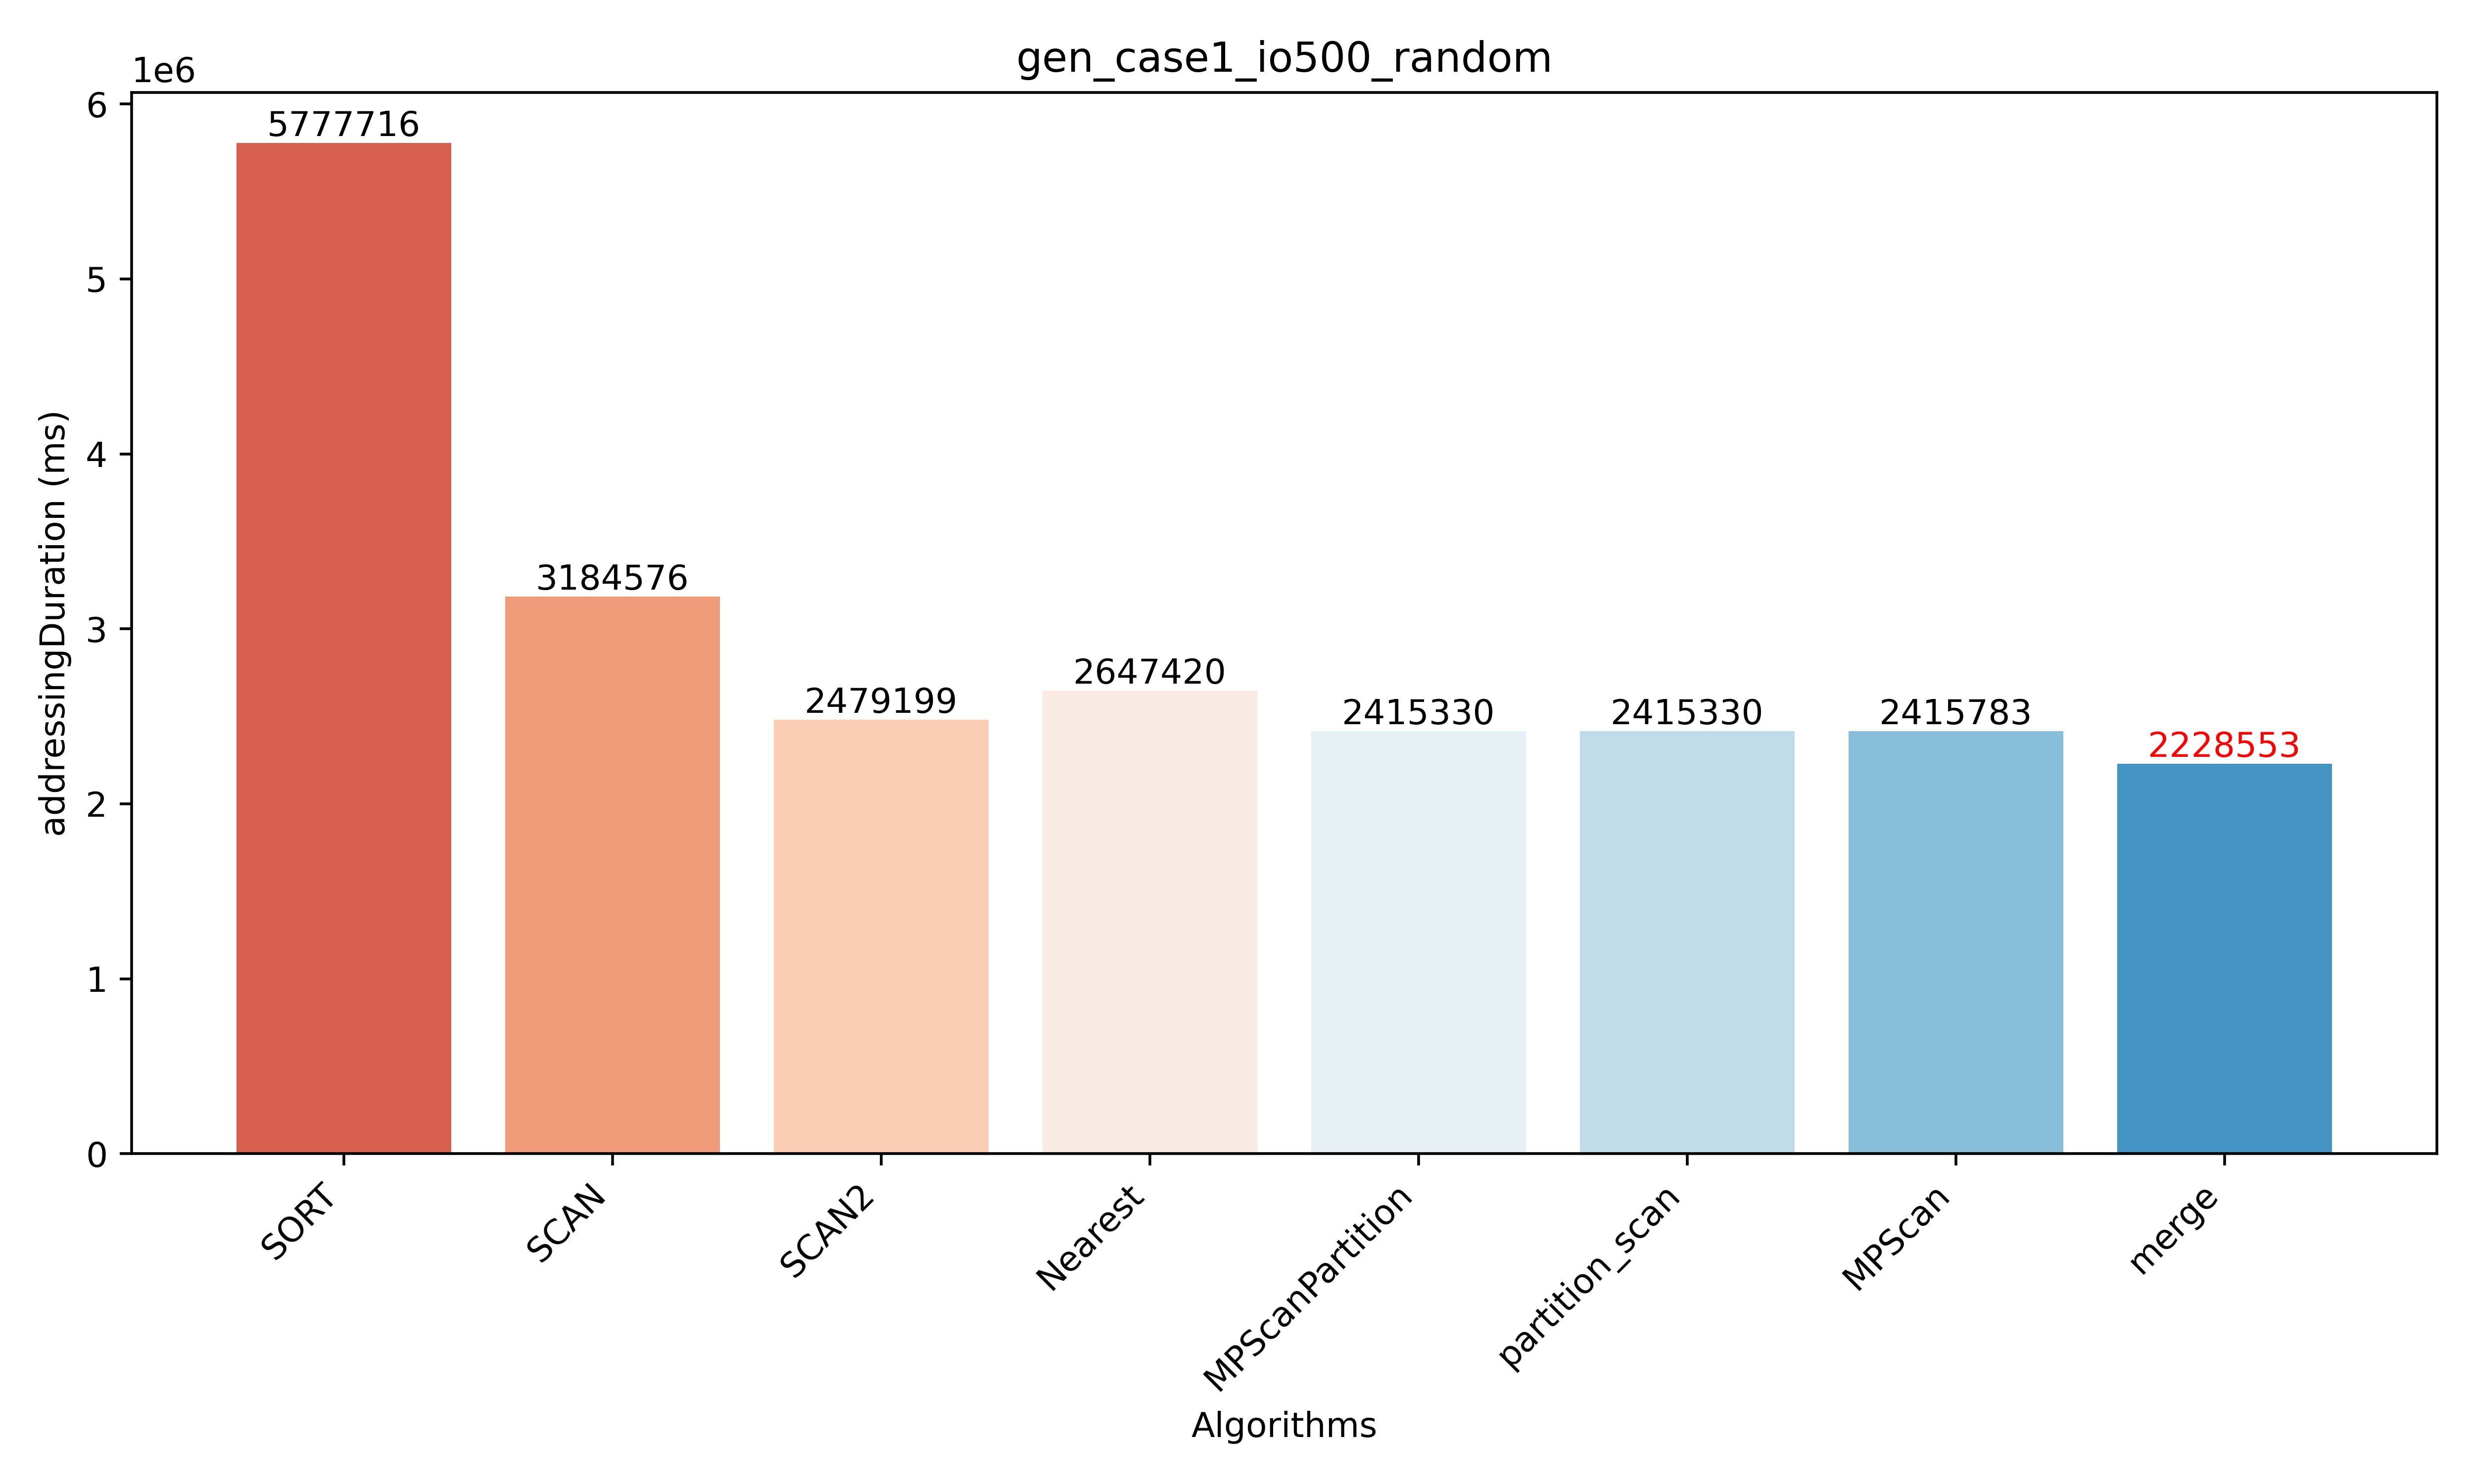 gen_case1_io500_random
1e6
6
5
4
3
2
1
0
addressingDuration (ms)
5777716
3184576
2479199
2647420
2415330
2415330
2415783
2228553
SORT
SCAN
SCAN2
Nearest
MPScanPartition
partition_scan
MPScan
merge
Algorithms